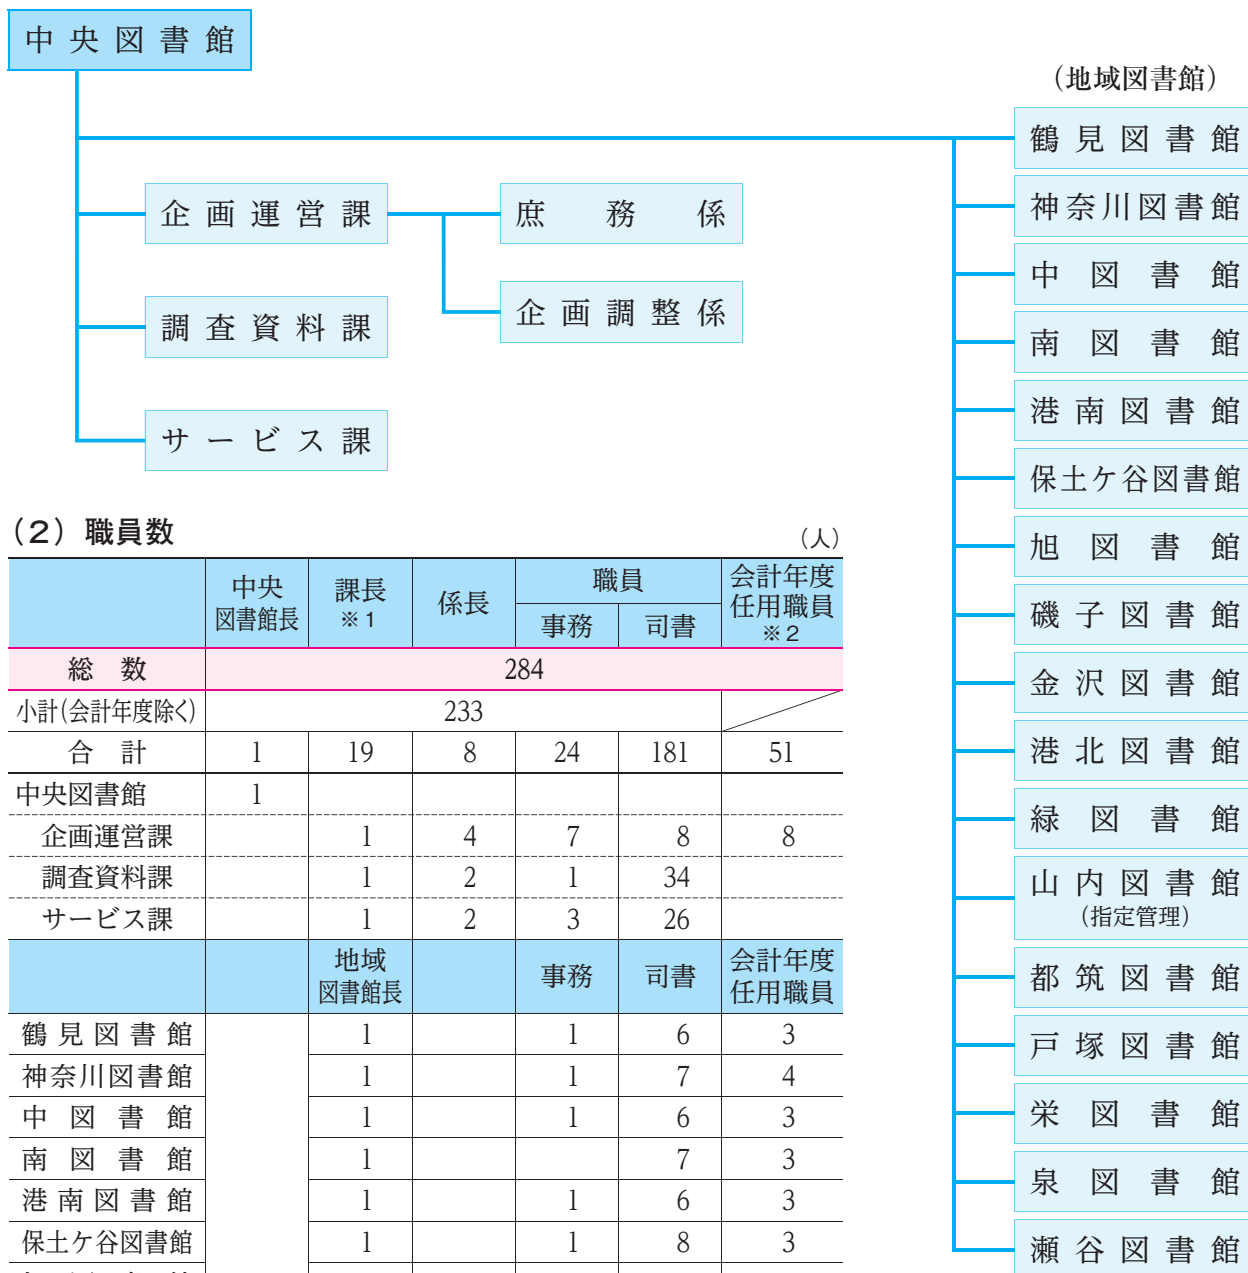 中央図書館
(地域図書館)
鶴見図書館
神奈川図書館
中図書館
南図書館
港南図書館
保土ケ谷図書館
旭図書館
磯子図書館
金沢図書館
港北図書館
緑図書館
山内図書館
(指定管理)
都筑図書館
戸塚図書館
栄図書館
泉図書館
瀬谷図書館
企画運営課
庶務係
企画調整係
調査資料課
サービス課
(2)職員数
(人)
中央図書館長 課長※1 係長 職員 事務 司書 会計年度任用職員※2
総数 284
小計(会計年度除く) 233
合計 1 19 8 24 181 51
中央図書館 1
企画運営課 1 4 7 8 8
調査資料課 1 2 1 34
サービス課 1 2 3 26
地域図書館長 事務 司書 会計年度任用職員
鶴見図書館 1 1 6 3
神奈川図書館 1 1 7 4
中図書館 1 1 6 3
南図書館 1 7 3
港南図書館 1 1 6 3
保土ケ谷図書館 1 1 8 3